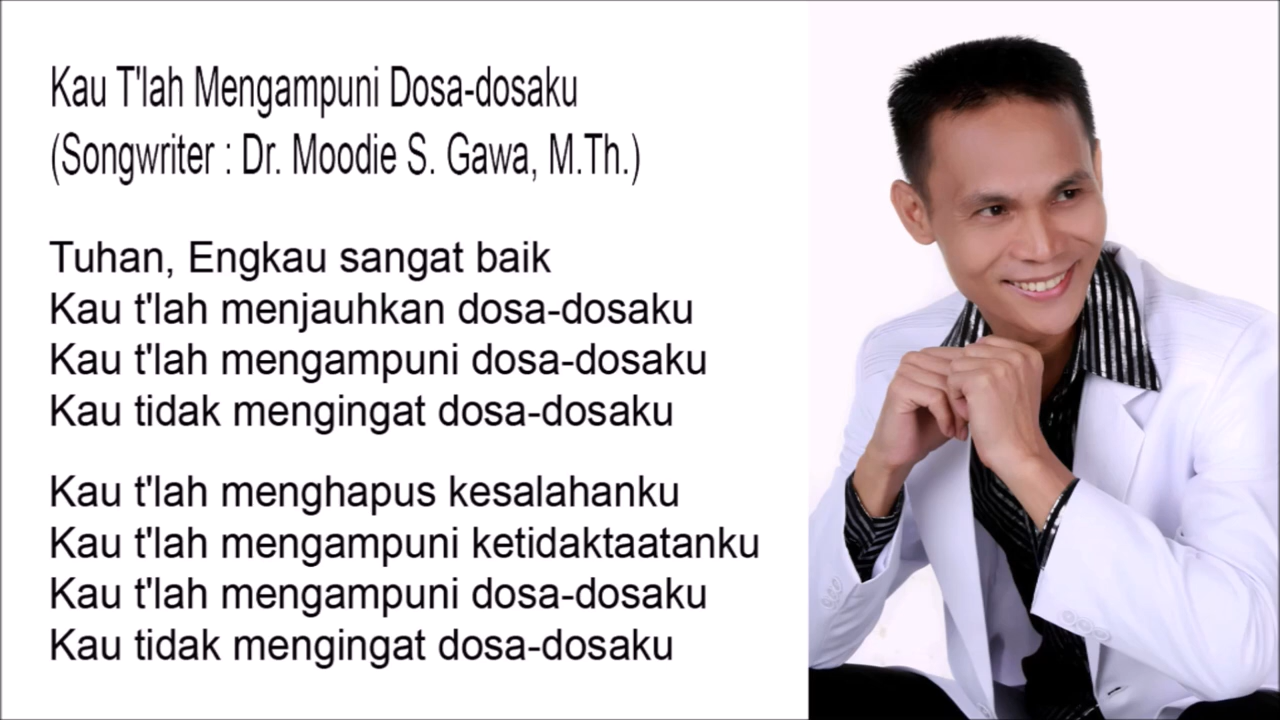 Kau T'lah Mengampuni Dosa-dosaku
(Songwriter : Dr. Moodie S. Gawa, M.Th.)
Tuhan, Engkau sangat baik
Kau t'lah menjauhkan dosa-dosaku
Kau t'lah mengampuni dosa-dosaku
Kau tidak mengingat dosa-dosaku
Kau t'lah menghapus kesalahanku
Kau t'lah mengampuni ketidaktaatanku
Kau t'lah mengampuni dosa-dosaku
Kau tidak mengingat dosa-dosaku